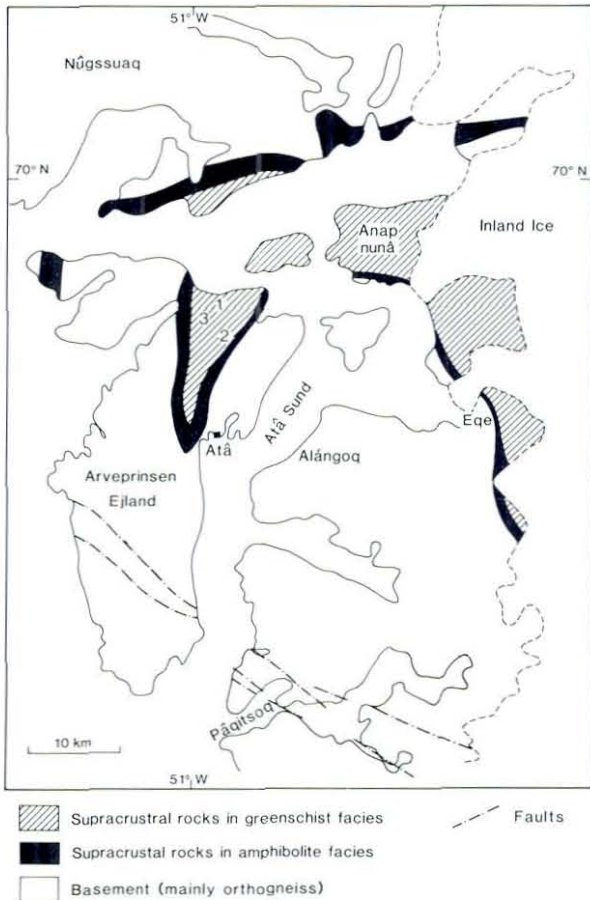 51° W
Nûgssuaq
70° N
70° N
Anap
nunâ
Inland Ice
1
3
2
Atâ Sund
Eqe
Atâ
Alángoq
Arveprinsen
Ejland
Pâqitsoq
10 km
51° W
Supracrustral rocks in greenschist facies
Faults
Supracrustal rocks in amphibolite facies
Basement (mainly orthogneiss)